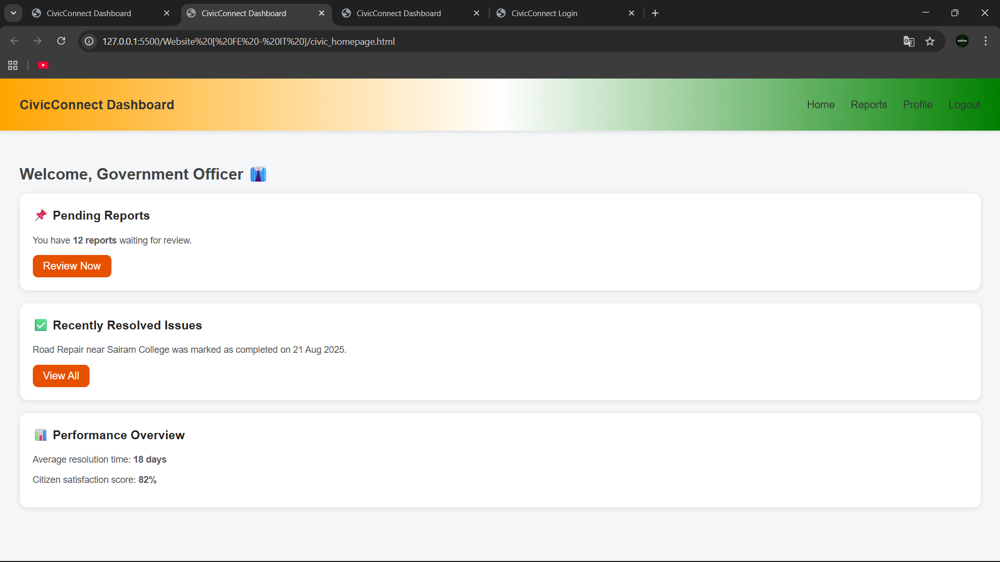 CivicConnect Dashboard
CivicConnect Dashboard
CivicConnect Dashboard
CivicConnect Login
127.0.0.1:5500/Website%20[%20FE%20-%20IT%20]/civic_homepage.html
CivicConnect Dashboard
Home Reports Profile Logout
Welcome, Government Officer
Pending Reports
You have 12 reports waiting for review.
Review Now
Recently Resolved Issues
Road Repair near Sairam College was marked as completed on 21 Aug 2025.
View All
Performance Overview
Average resolution time: 18 days
Citizen satisfaction score: 82%